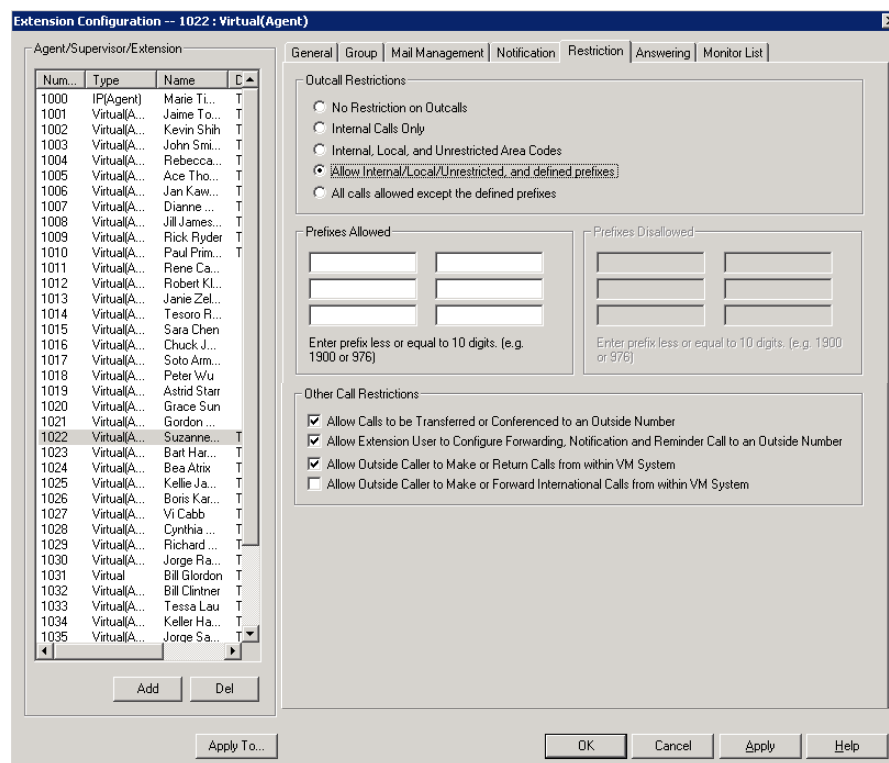 Extension Configuration -- 1022 : Virtual(Agent)
Agent/Supervisor/Extension
Num... Type Name D
1000 IP(Agent) Marie Ti... T
1001 Virtual(A... Jaime To... T
1002 Virtual(A... Kevin Shih T
1003 Virtual(A... John Smi... T
1004 Virtual(A... Rebecca... T
1005 Virtual(A... Ace Tho... T
1006 Virtual(A... Jan Kaw... T
1007 Virtual(A... Dianne ... T
1008 Virtual(A... Jill James... T
1009 Virtual(A... Rick Ryder T
1010 Virtual(A... Paul Prim... T
1011 Virtual(A... Rene Ca...
1012 Virtual(A... Robert Kl...
1013 Virtual(A... Janie Zel...
1014 Virtual(A... Tesoro R...
1015 Virtual(A... Sara Chen
1016 Virtual(A... Chuck J...
1017 Virtual(A... Soto Arm...
1018 Virtual(A... Peter Wu
1019 Virtual(A... Astrid Starr
1020 Virtual(A... Grace Sun
1021 Virtual(A... Gordon ...
1022 Virtual(A... Suzanne... T
1023 Virtual(A... Bart Har... T
1024 Virtual(A... Bea Atrix T
1025 Virtual(A... Kellie Ja... T
1026 Virtual(A... Boris Kar... T
1027 Virtual(A... Vi Cabb T
1028 Virtual(A... Cynthia ... T
1029 Virtual(A... Richard ... T
1030 Virtual(A... Jorge Ra... T
1031 Virtual Bill Glordon T
1032 Virtual(A... Bill Clintner T
1033 Virtual(A... Tessa Lau T
1034 Virtual(A... Keller Ha... T
1035 Virtual(A... Jorge Sa... T
Add Del
Apply To...
General Group Mail Management Notification Restriction Answering Monitor List
Outcall Restrictions
No Restriction on Outcalls
Internal Calls Only
Internal, Local, and Unrestricted Area Codes
Allow Internal/Local/Unrestricted, and defined prefixes
All calls allowed except the defined prefixes
Prefixes Allowed
Enter prefix less or equal to 10 digits. (e.g.
1900 or 976)
Prefixes Disallowed
Enter prefix less or equal to 10 digits. (e.g. 1900
or 976)
Other Call Restrictions
Allow Calls to be Transferred or Conferenced to an Outside Number
Allow Extension User to Configure Forwarding, Notification and Reminder Call to an Outside Number
Allow Outside Caller to Make or Return Calls from within VM System
Allow Outside Caller to Make or Forward International Calls from within VM System
OK Cancel Apply Help